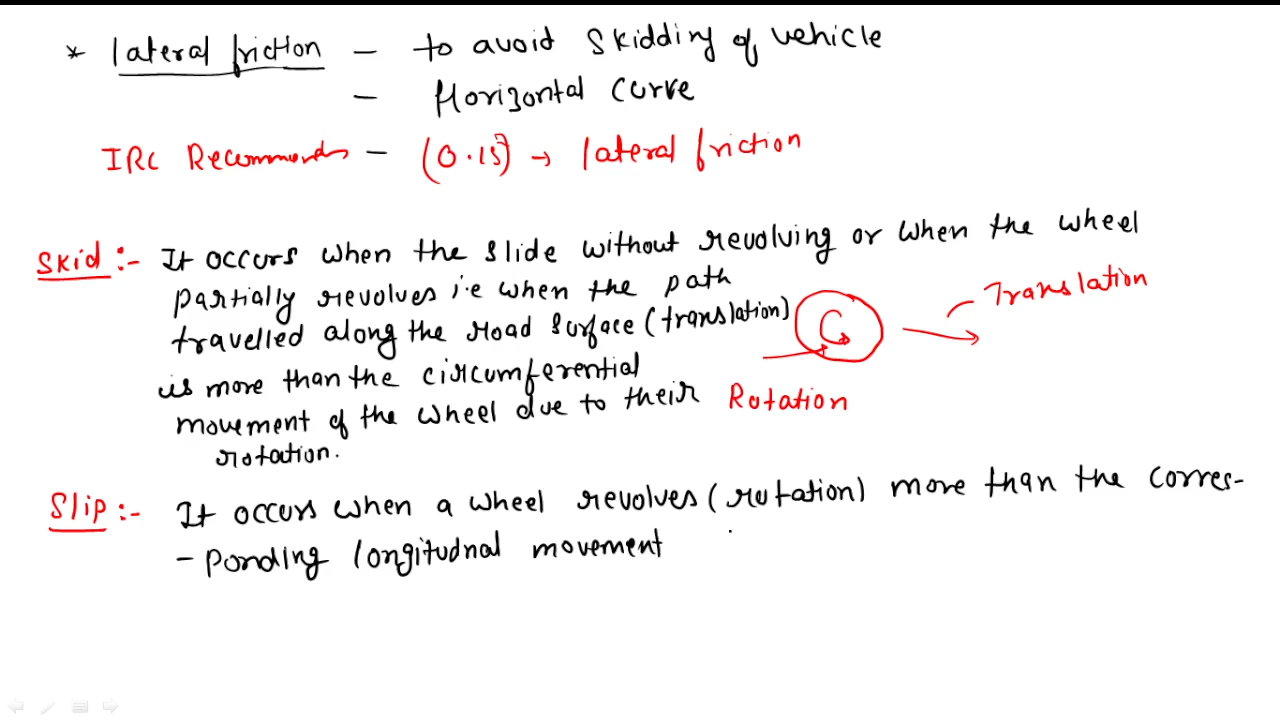 * lateral friction - to avoid skidding of vehicle
- Horizontal curve
IRC Recommends - (0.15) → lateral friction
Skid :- It occurs when the slide without revolving or when the wheel
partially revolves i.e when the path
travelled along the road surface (translation)
is more than the circumferential
movement of the wheel due to their
rotation.
Translation
Rotation
Slip :- It occurs when a wheel revolves (rotation) more than the corres-
- ponding longitudnal movement